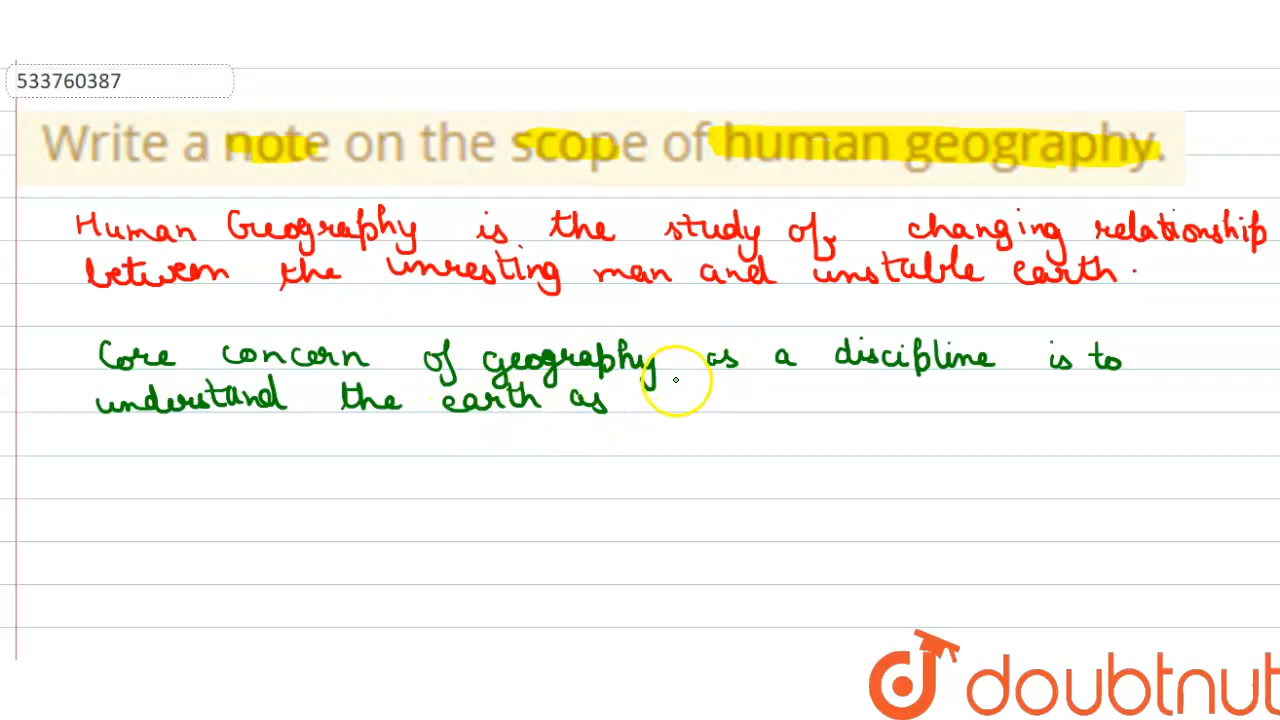 533760387
Write a note on the scope of human geography.
Human Geography is the study of, changing relationship
between the unresting man and unstable earth.
Core concern of geography as a discipline is to
understand the earth as
doubtnut